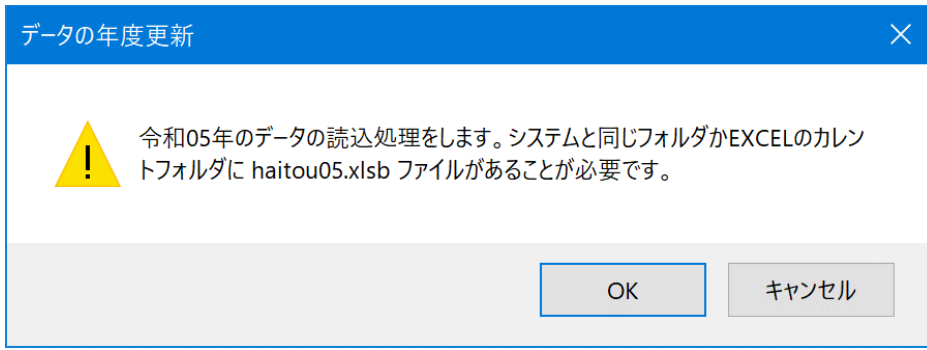 データの年度更新
令和05年のデータの読込処理をします。システムと同じフォルダかEXCELのカレン
トフォルダに haitou05.xlsb ファイルがあることが必要です。
OK
キャンセル